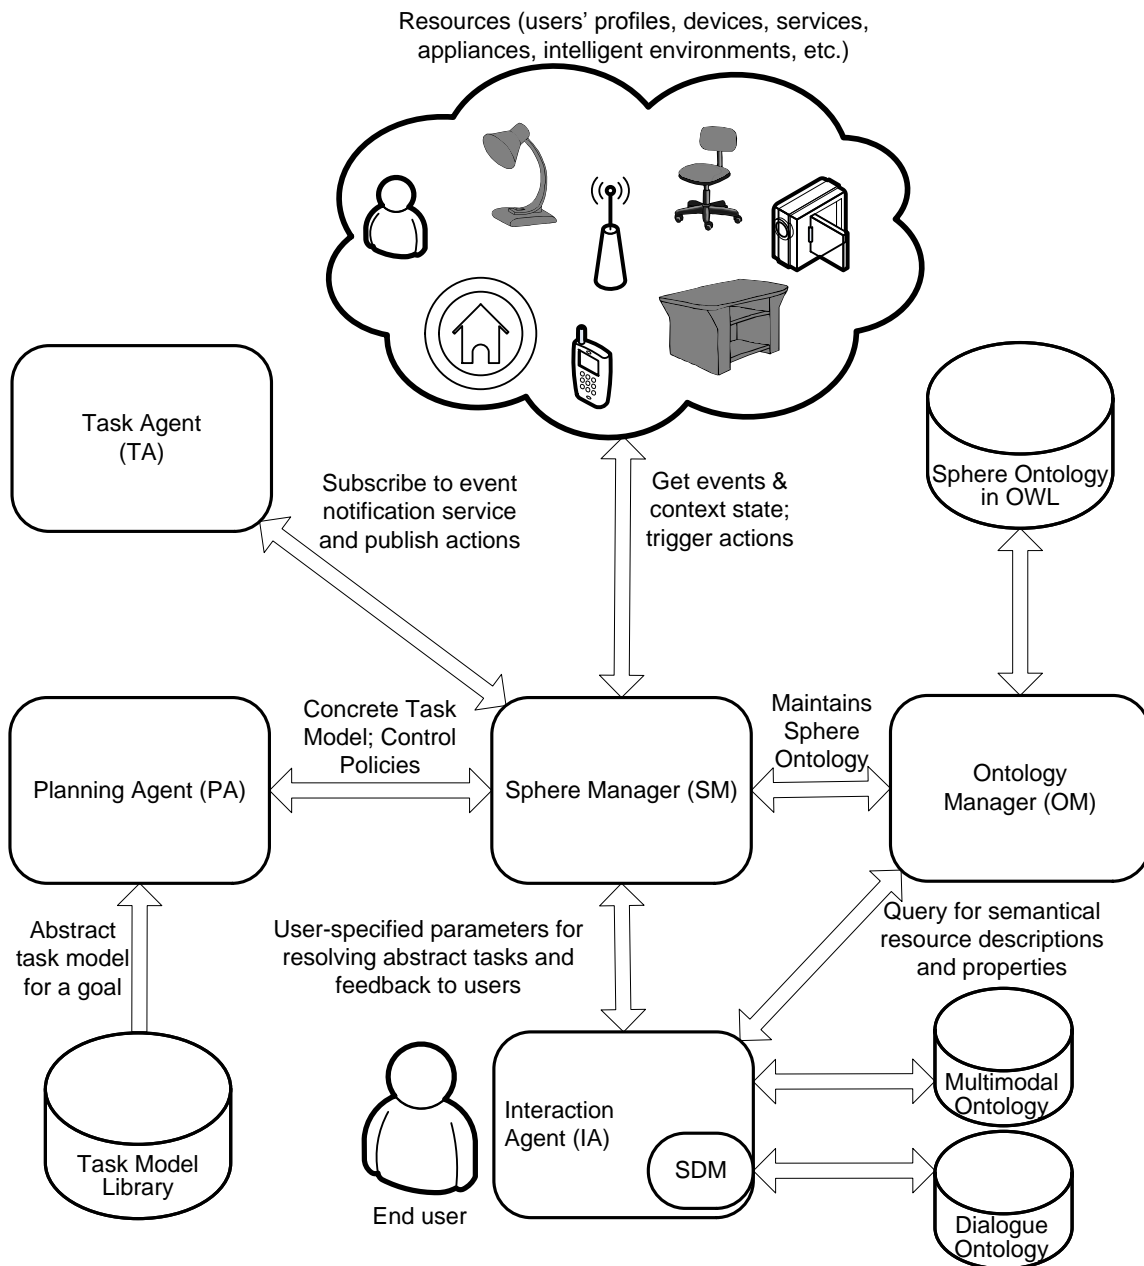 Resources (users’ profiles, devices, services,
appliances, intelligent environments, etc.)
Task Agent
(TA)
Subscribe to event
notification service
and publish actions
Get events &
context state;
trigger actions
Sphere Ontology
in OWL
Planning Agent (PA)
Concrete Task
Model; Control
Policies
Sphere Manager (SM)
Maintains
Sphere
Ontology
Ontology
Manager (OM)
Abstract
task model
for a goal
User-specified parameters for
resolving abstract tasks and
feedback to users
Query for semantical
resource descriptions
and properties
Task Model
Library
End user
Interaction
Agent (IA)
SDM
Multimodal
Ontology
Dialogue
Ontology